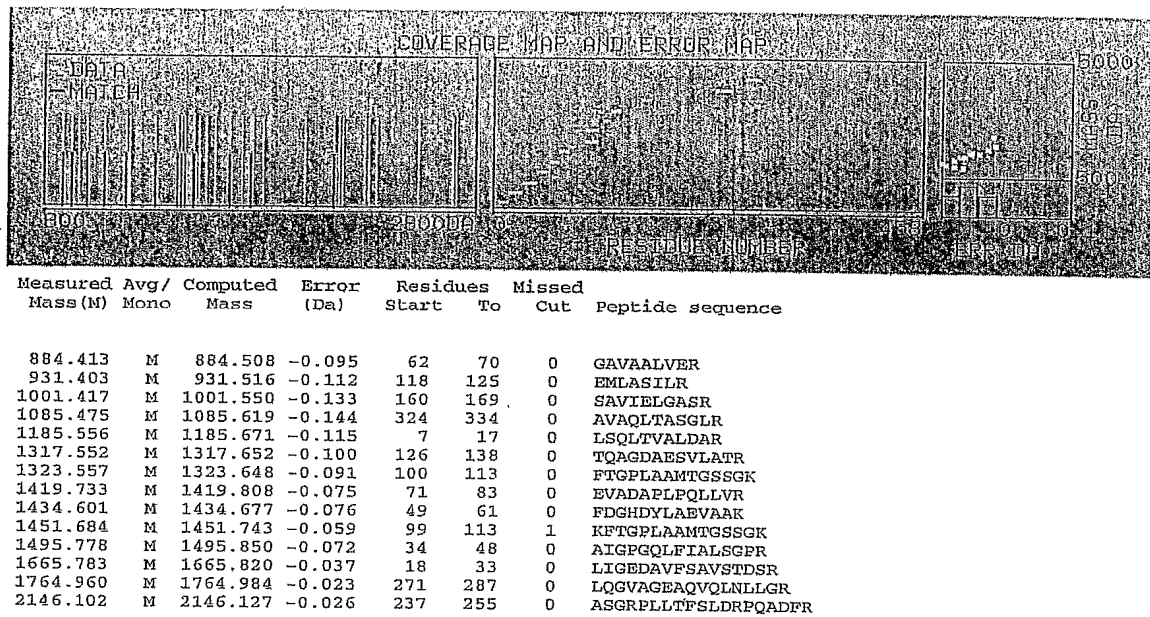 COVERAGE MAP AND ERROR MAP
DATA
MATCH
5000
MASS
(DA)
500
800
2800DA
RESIDUE NUMBER
Measured Avg/ Computed Error Residues Missed
Mass(M) Mono Mass (Da) Start To Cut Peptide sequence
884.413 M 884.508 -0.095 62 70 0 GAVAALVER
931.403 M 931.516 -0.112 118 125 0 EMLASILR
1001.417 M 1001.550 -0.133 160 169 0 SAVIELGASR
1085.475 M 1085.619 -0.144 324 334 0 AVAQLTASGLR
1185.556 M 1185.671 -0.115 7 17 0 LSQLTVALDAR
1317.552 M 1317.652 -0.100 126 138 0 TQAGDAESVLATR
1323.557 M 1323.648 -0.091 100 113 0 FTGPLAAMTGSSGK
1419.733 M 1419.808 -0.075 71 83 0 EVADAPLPQLLVR
1434.601 M 1434.677 -0.076 49 61 0 FDGHDYLAEVAAK
1451.684 M 1451.743 -0.059 99 113 1 KFTGPLAAMTGSSGK
1495.778 M 1495.850 -0.072 34 48 0 AIGPGQLFIALSGPR
1665.783 M 1665.820 -0.037 18 33 0 LIGEDAVFSAVSTDSR
1764.960 M 1764.984 -0.023 271 287 0 LQGVAGEAQVQLNLLGR
2146.102 M 2146.127 -0.026 237 255 0 ASGRPLLTFSLDRPQADFR